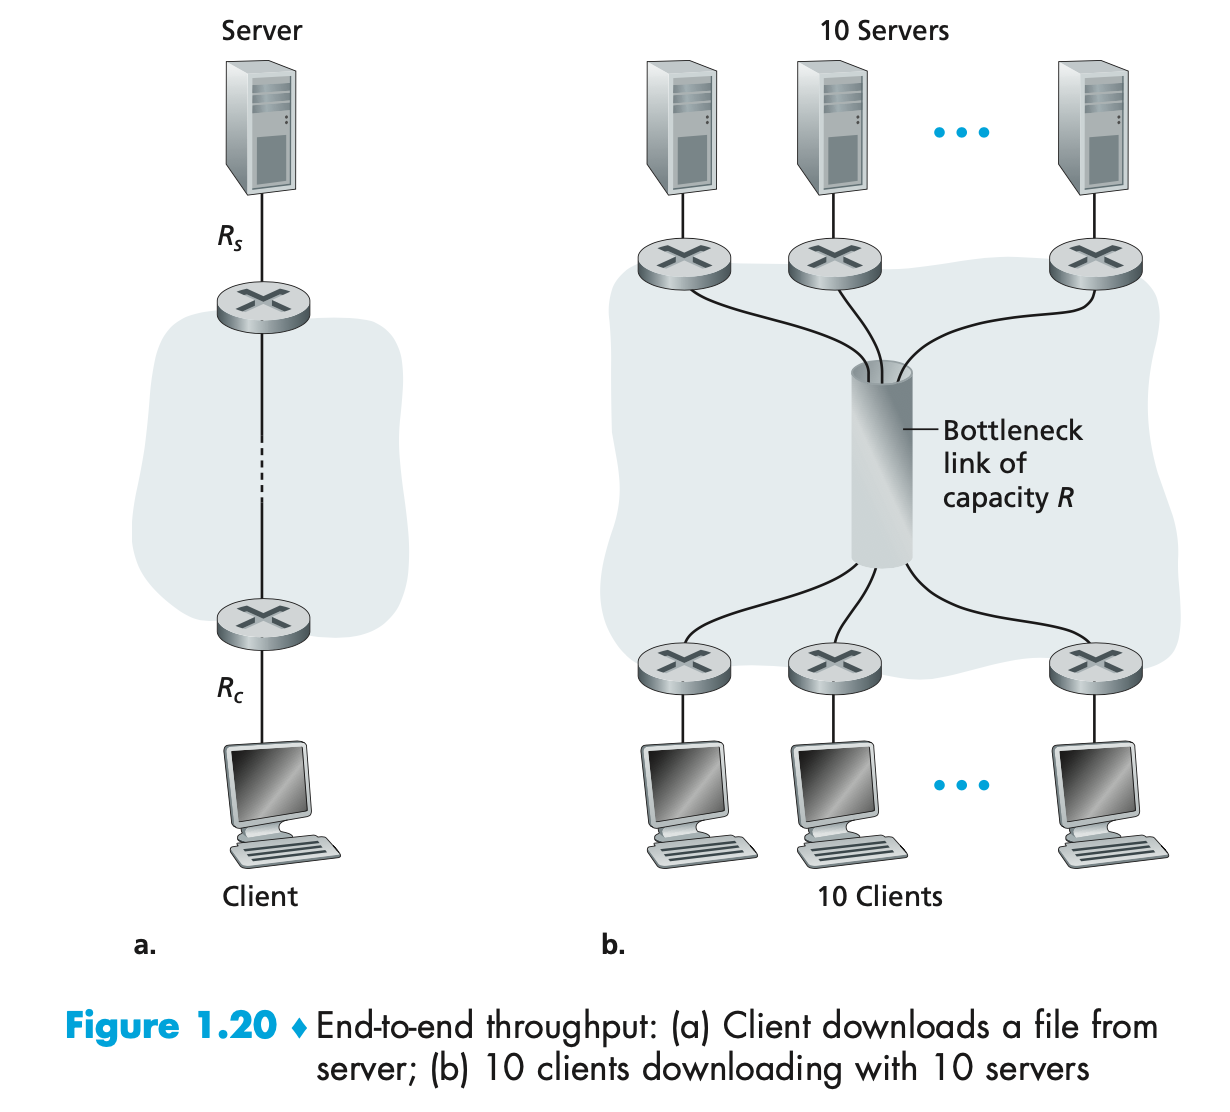 Server
10 Servers
R_s
Bottleneck
link of
capacity R
R_c
Client
10 Clients
a.
b.
Figure 1.20 ♦ End-to-end throughput: (a) Client downloads a file from
server; (b) 10 clients downloading with 10 servers